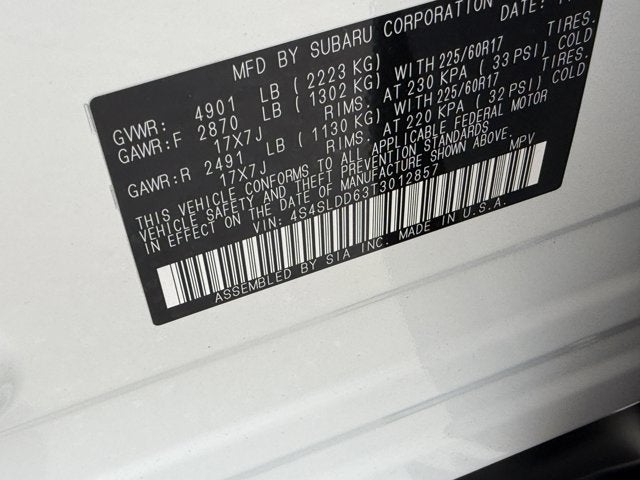 MFD BY SUBARU CORPORATION DATE:
GVWR: 4901 LB ( 2223 KG)
GAWR:F 2870 LB ( 1302 KG) WITH 225/60R17 TIRES.
17X7J RIMS. AT 230 KPA ( 33 PSI) COLD
GAWR:R 2491 LB ( 1130 KG) WITH 225/60R17 TIRES.
17X7J RIMS. AT 220 KPA ( 32 PSI) COLD
THIS VEHICLE CONFORMS TO ALL APPLICABLE FEDERAL MOTOR
VEHICLE SAFETY AND THEFT PREVENTION STANDARDS
IN EFFECT ON THE DATE OF MANUFACTURE SHOWN ABOVE.
VIN: 4S4SLDD63T3012857 MPV
ASSEMBLED BY SIA INC. MADE IN U.S.A.